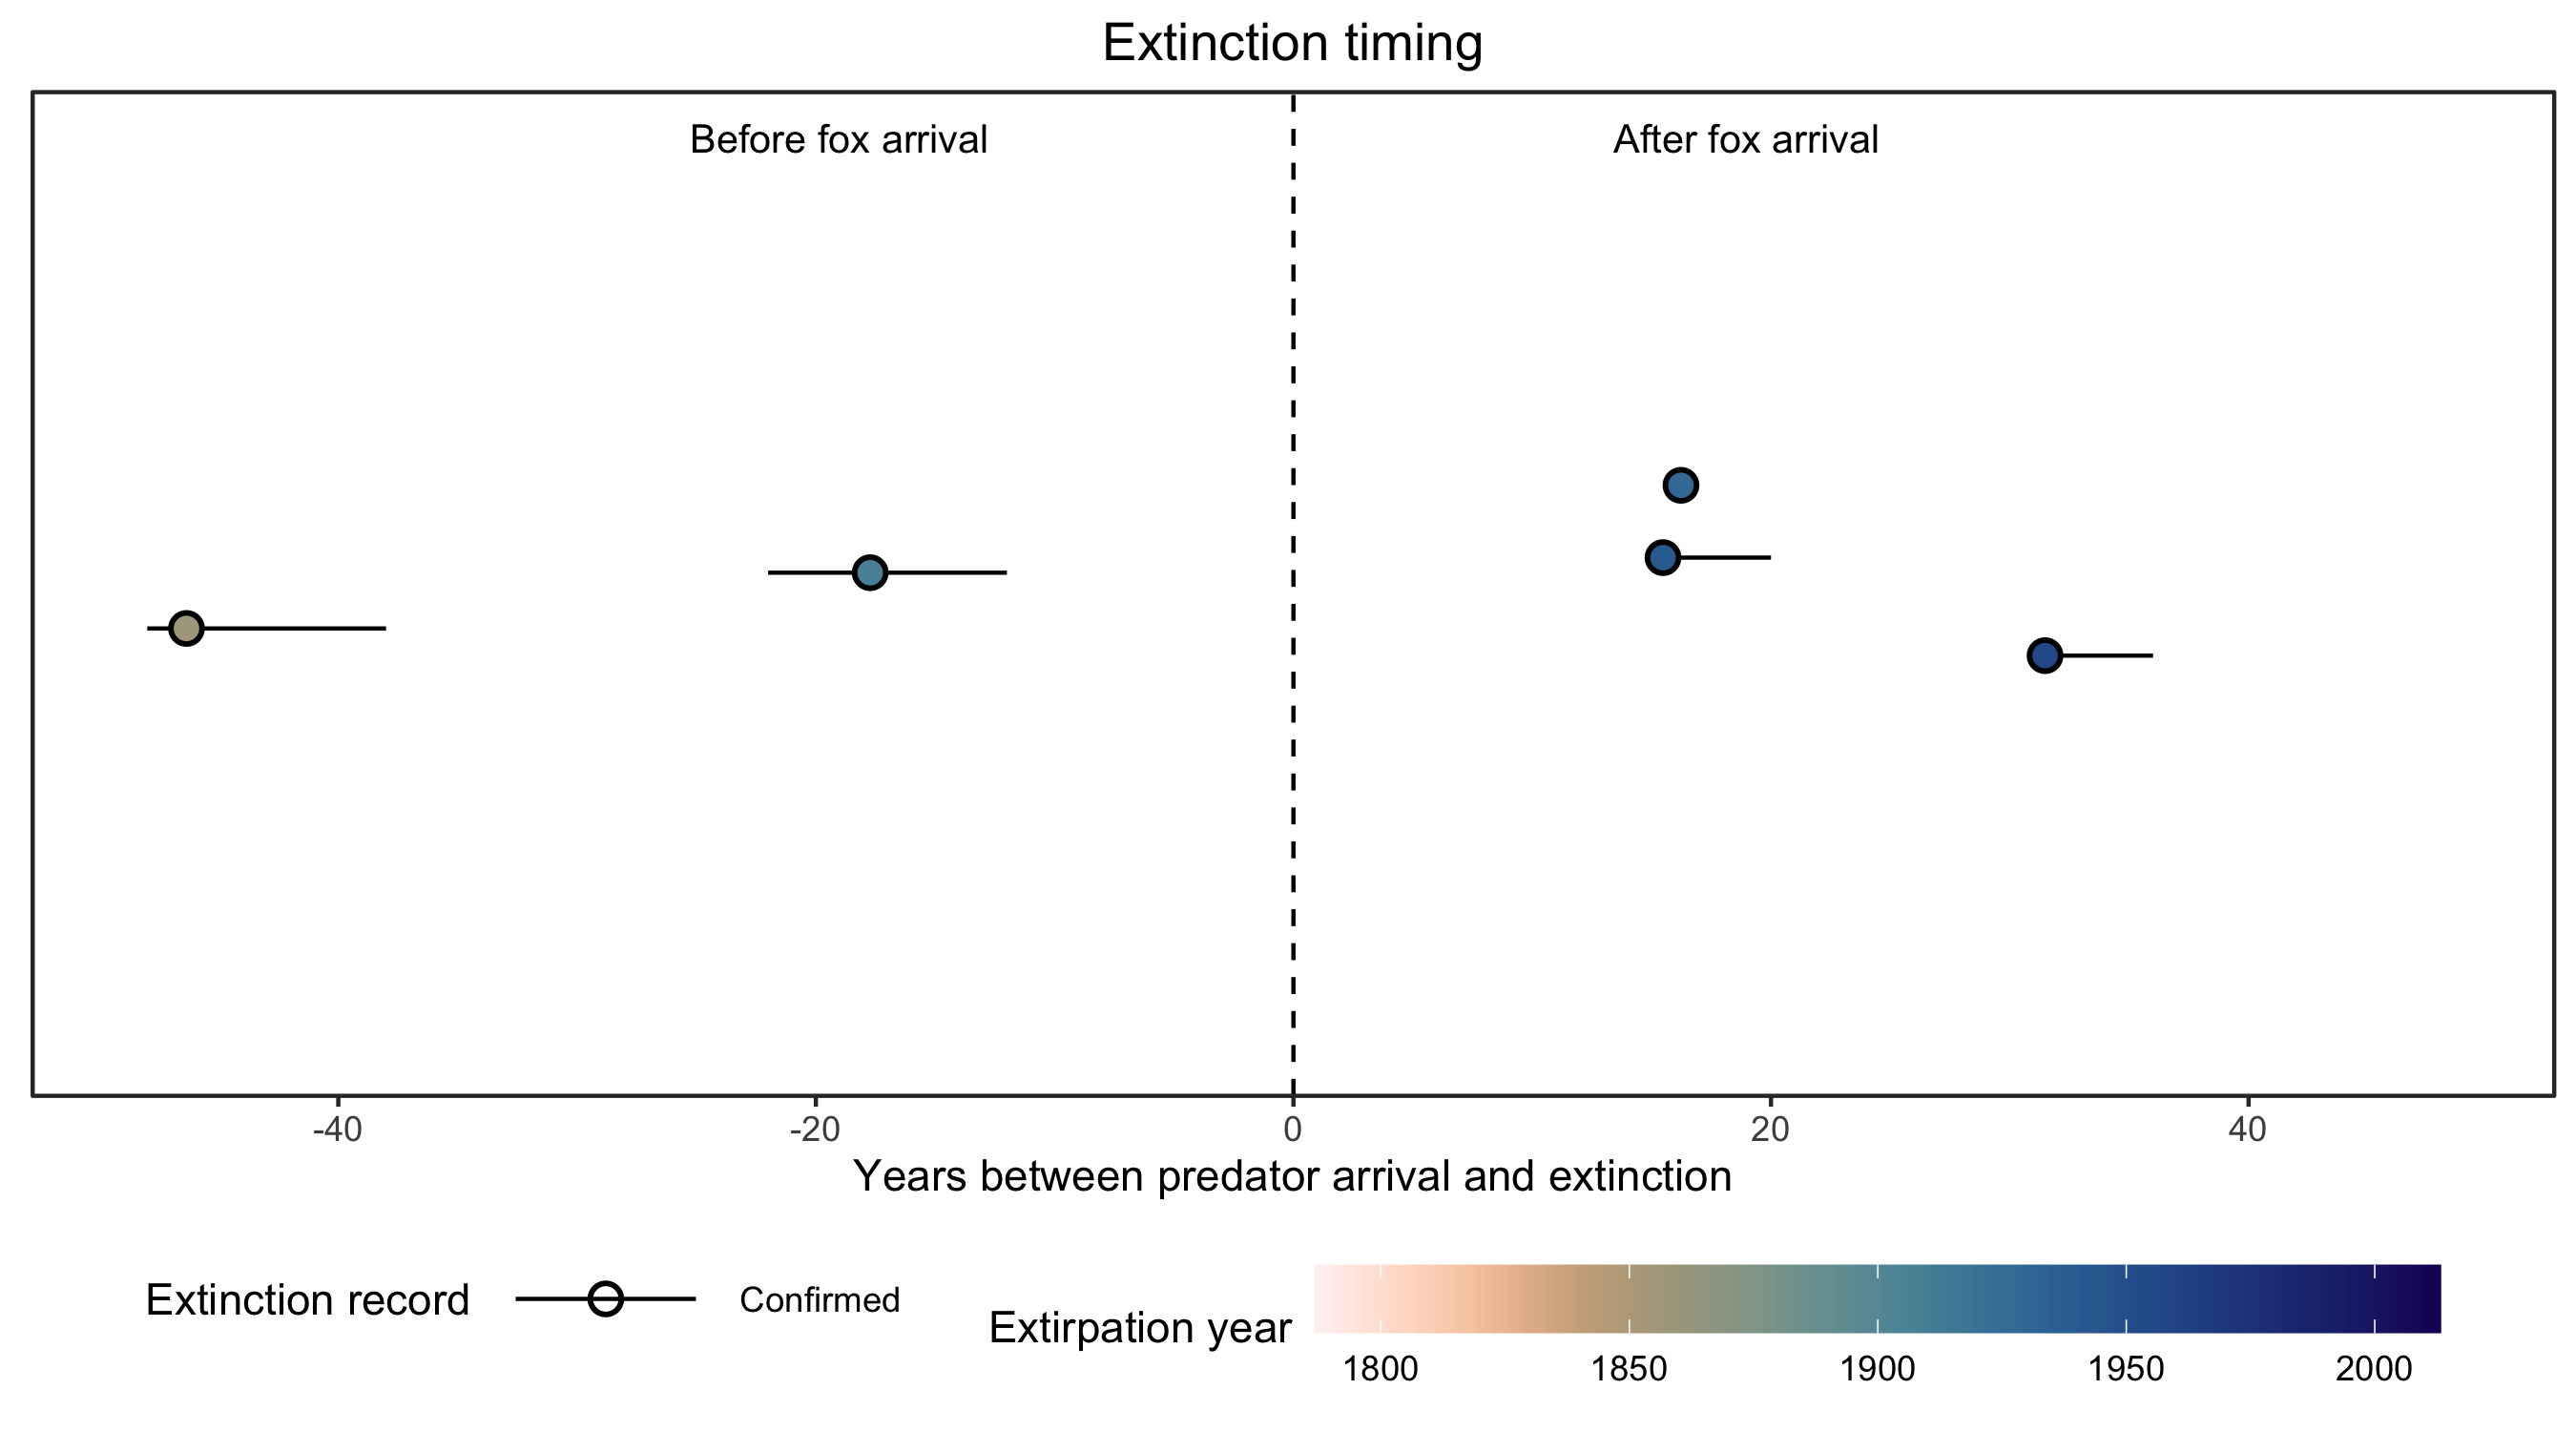 Extinction timing
Before fox arrival After fox arrival
-40 -20 0 20 40
Years between predator arrival and extinction
Extinction record Confirmed
Extirpation year
1800 1850 1900 1950 2000